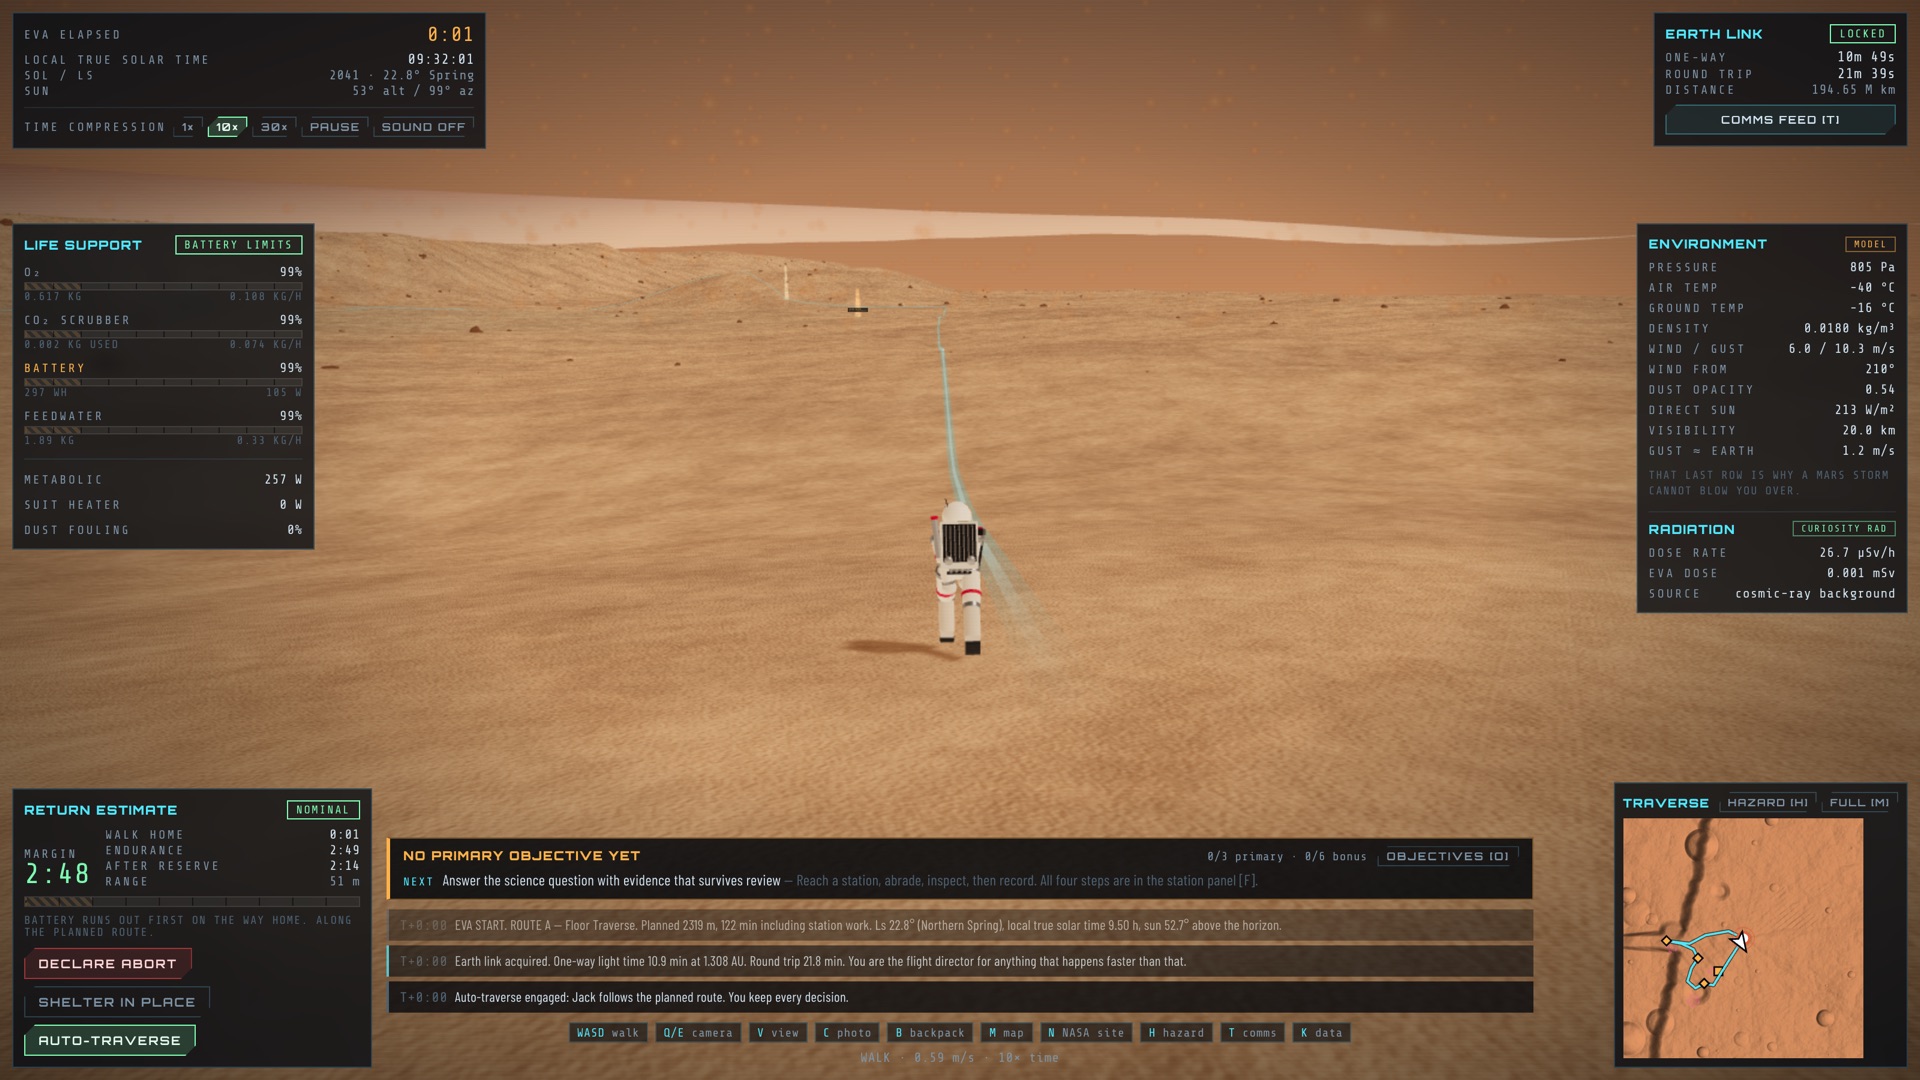 EVA ELAPSED 0:01
LOCAL TRUE SOLAR TIME 09:32:01
SOL / LS 2041 · 22.8° Spring
SUN 53° alt / 99° az
TIME COMPRESSION 1x 10x 30x PAUSE SOUND OFF
EARTH LINK LOCKED
ONE-WAY 10m 49s
ROUND TRIP 21m 39s
DISTANCE 194.65 M km
COMMS FEED [T]
LIFE SUPPORT BATTERY LIMITS
O₂ 99%
0.617 KG 0.108 KG/H
CO₂ SCRUBBER 99%
0.002 KG USED 0.074 KG/H
BATTERY 99%
297 WH 105 W
FEEDWATER 99%
1.89 KG 0.33 KG/H
METABOLIC 257 W
SUIT HEATER 0 W
DUST FOULING 0%
ENVIRONMENT MODEL
PRESSURE 805 Pa
AIR TEMP -40 °C
GROUND TEMP -16 °C
DENSITY 0.0180 kg/m³
WIND / GUST 6.0 / 10.3 m/s
WIND FROM 210°
DUST OPACITY 0.54
DIRECT SUN 213 W/m²
VISIBILITY 20.0 km
GUST ≈ EARTH 1.2 m/s
THAT LAST ROW IS WHY A MARS STORM
CANNOT BLOW YOU OVER.
RADIATION CURIOSITY RAD
DOSE RATE 26.7 µSv/h
EVA DOSE 0.001 mSv
SOURCE cosmic-ray background
RETURN ESTIMATE NOMINAL
MARGIN
2:48
WALK HOME 0:01
ENDURANCE 2:49
AFTER RESERVE 2:14
RANGE 51 m
BATTERY RUNS OUT FIRST ON THE WAY HOME. ALONG
THE PLANNED ROUTE.
DECLARE ABORT
SHELTER IN PLACE
AUTO-TRAVERSE
NO PRIMARY OBJECTIVE YET 0/3 primary · 0/6 bonus OBJECTIVES [O]
NEXT Answer the science question with evidence that survives review — Reach a station, abrade, inspect, then record. All four steps are in the station panel [F].
T+0:00 EVA START. ROUTE A — Floor Traverse. Planned 2319 m, 122 min including station work. Ls 22.8° (Northern Spring), local true solar time 9.50 h, sun 52.7° above the horizon.
T+0:00 Earth link acquired. One-way light time 10.9 min at 1.308 AU. Round trip 21.8 min. You are the flight director for anything that happens faster than that.
T+0:00 Auto-traverse engaged: Jack follows the planned route. You keep every decision.
WASD walk Q/E camera V view C photo B backpack M map N NASA site H hazard T comms K data
WALK · 0.59 m/s · 10× time
TRAVERSE HAZARD [H] FULL [M]